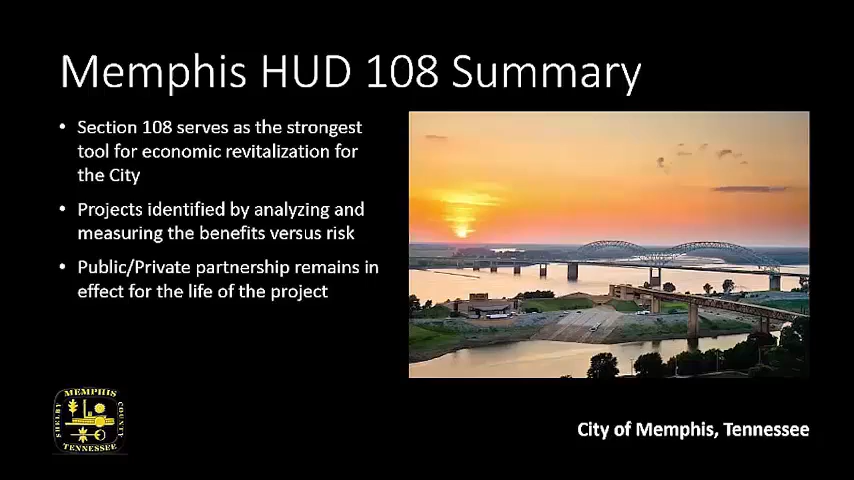 Memphis HUD 108 Summary
• Section 108 serves as the strongest
tool for economic revitalization for
the City
• Projects identified by analyzing and
measuring the benefits versus risk
• Public/Private partnership remains in
effect for the life of the project
MEMPHIS
SHELBY
COUNTY
TENNESSEE
City of Memphis, Tennessee